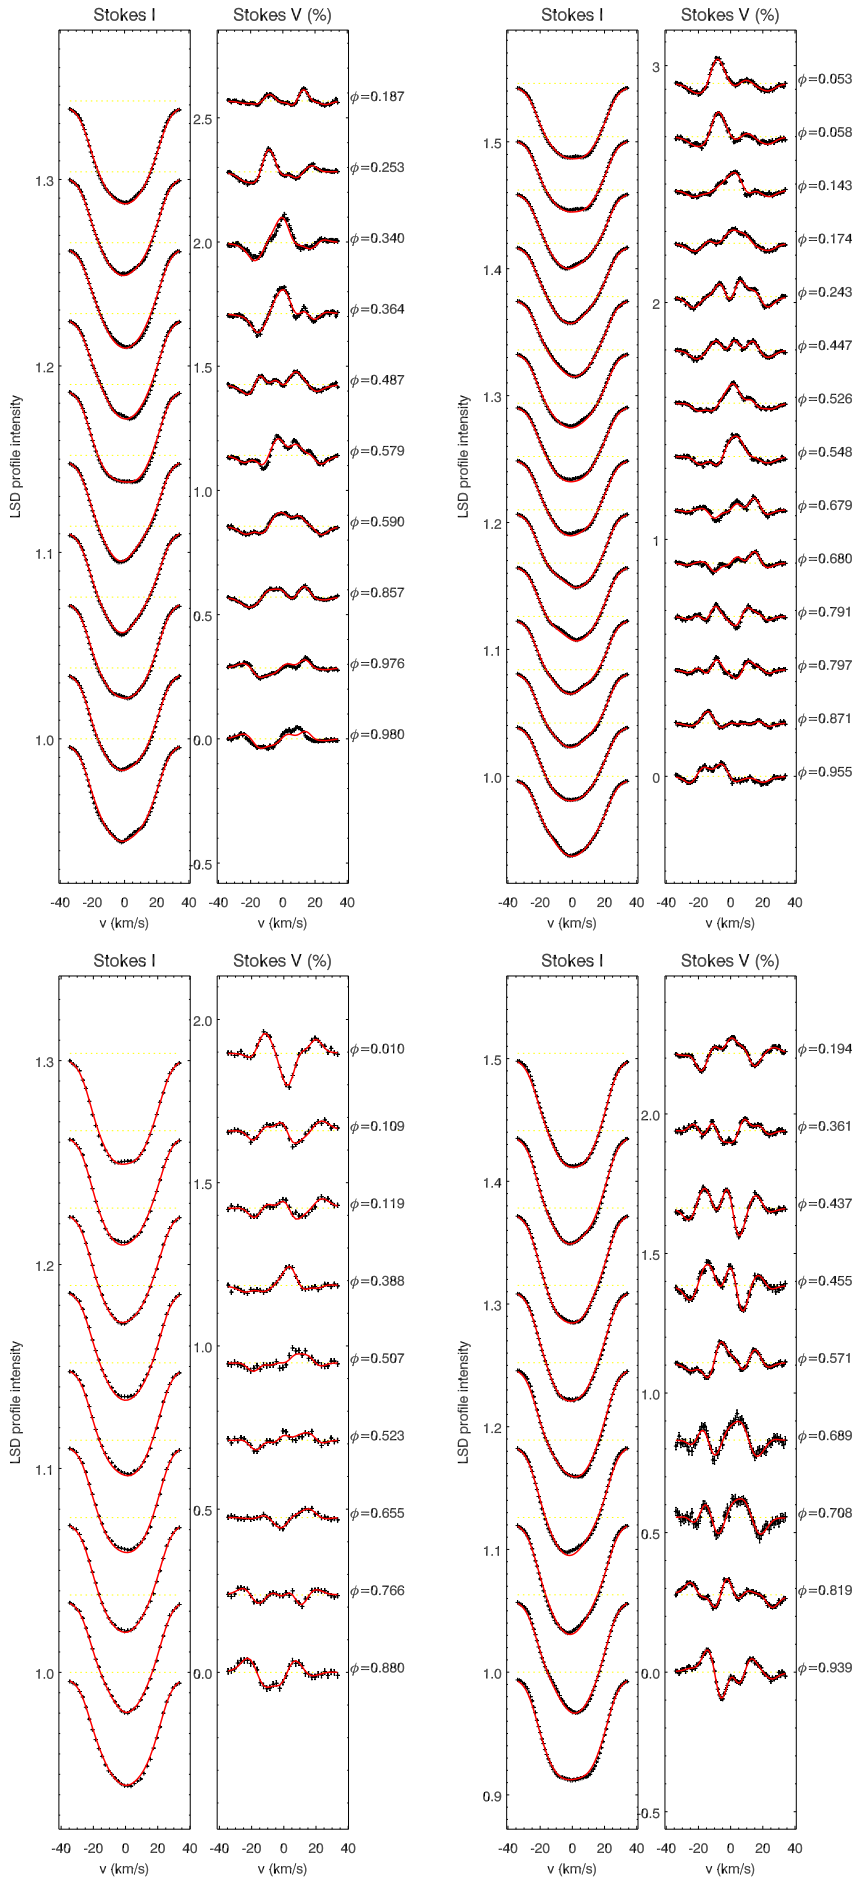 Stokes I
Stokes V (%)
LSD profile intensity
1.3
1.2
1.1
1.0
2.5
2.0
1.5
1.0
0.5
0.0
-0.5
ϕ=0.187
ϕ=0.253
ϕ=0.340
ϕ=0.364
ϕ=0.487
ϕ=0.579
ϕ=0.590
ϕ=0.857
ϕ=0.976
ϕ=0.980
-40 -20 0 20 40
-40 -20 0 20 40
v (km/s)
v (km/s)
Stokes I
Stokes V (%)
LSD profile intensity
1.5
1.4
1.3
1.2
1.1
1.0
3
2
1
0
ϕ=0.053
ϕ=0.058
ϕ=0.143
ϕ=0.174
ϕ=0.243
ϕ=0.447
ϕ=0.526
ϕ=0.548
ϕ=0.679
ϕ=0.680
ϕ=0.791
ϕ=0.797
ϕ=0.871
ϕ=0.955
-40 -20 0 20 40
-40 -20 0 20 40
v (km/s)
v (km/s)
Stokes I
Stokes V (%)
LSD profile intensity
1.3
1.2
1.1
1.0
2.0
1.5
1.0
0.5
0.0
ϕ=0.010
ϕ=0.109
ϕ=0.119
ϕ=0.388
ϕ=0.507
ϕ=0.523
ϕ=0.655
ϕ=0.766
ϕ=0.880
-40 -20 0 20 40
-40 -20 0 20 40
v (km/s)
v (km/s)
Stokes I
Stokes V (%)
LSD profile intensity
1.5
1.4
1.3
1.2
1.1
1.0
0.9
2.0
1.5
1.0
0.5
0.0
-0.5
ϕ=0.194
ϕ=0.361
ϕ=0.437
ϕ=0.455
ϕ=0.571
ϕ=0.689
ϕ=0.708
ϕ=0.819
ϕ=0.939
-40 -20 0 20 40
-40 -20 0 20 40
v (km/s)
v (km/s)